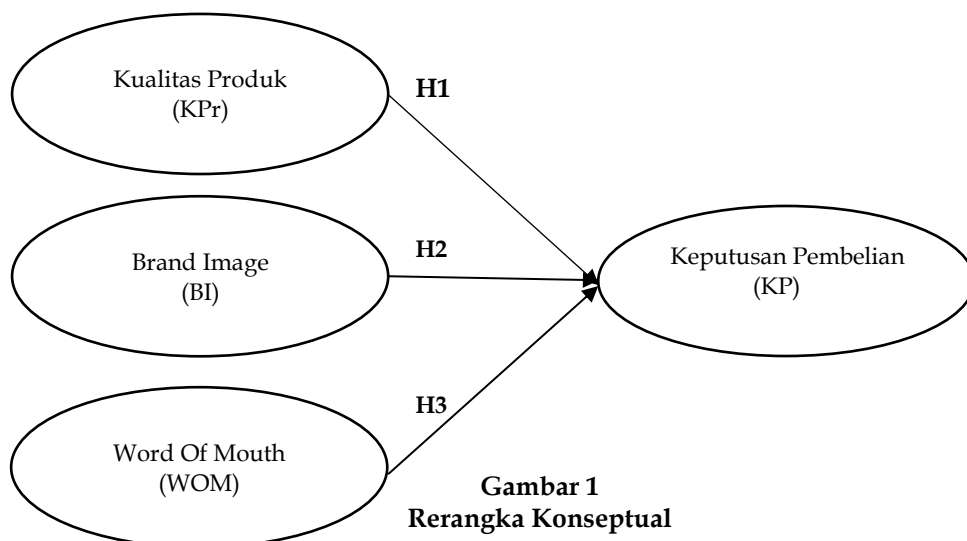 Kualitas Produk
(KPr)
H1
Brand Image
(BI)
H2
Keputusan Pembelian
(KP)
Word Of Mouth
(WOM)
H3
Gambar 1
Rerangka Konseptual